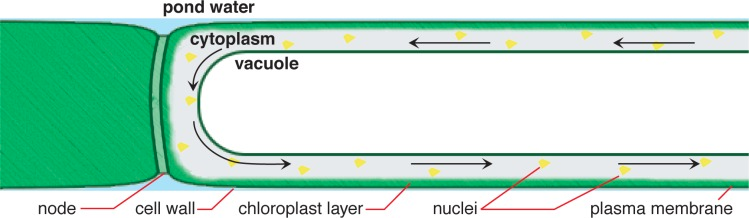 pond water
cytoplasm
vacuole
node
cell wall
chloroplast layer
nuclei
plasma membrane